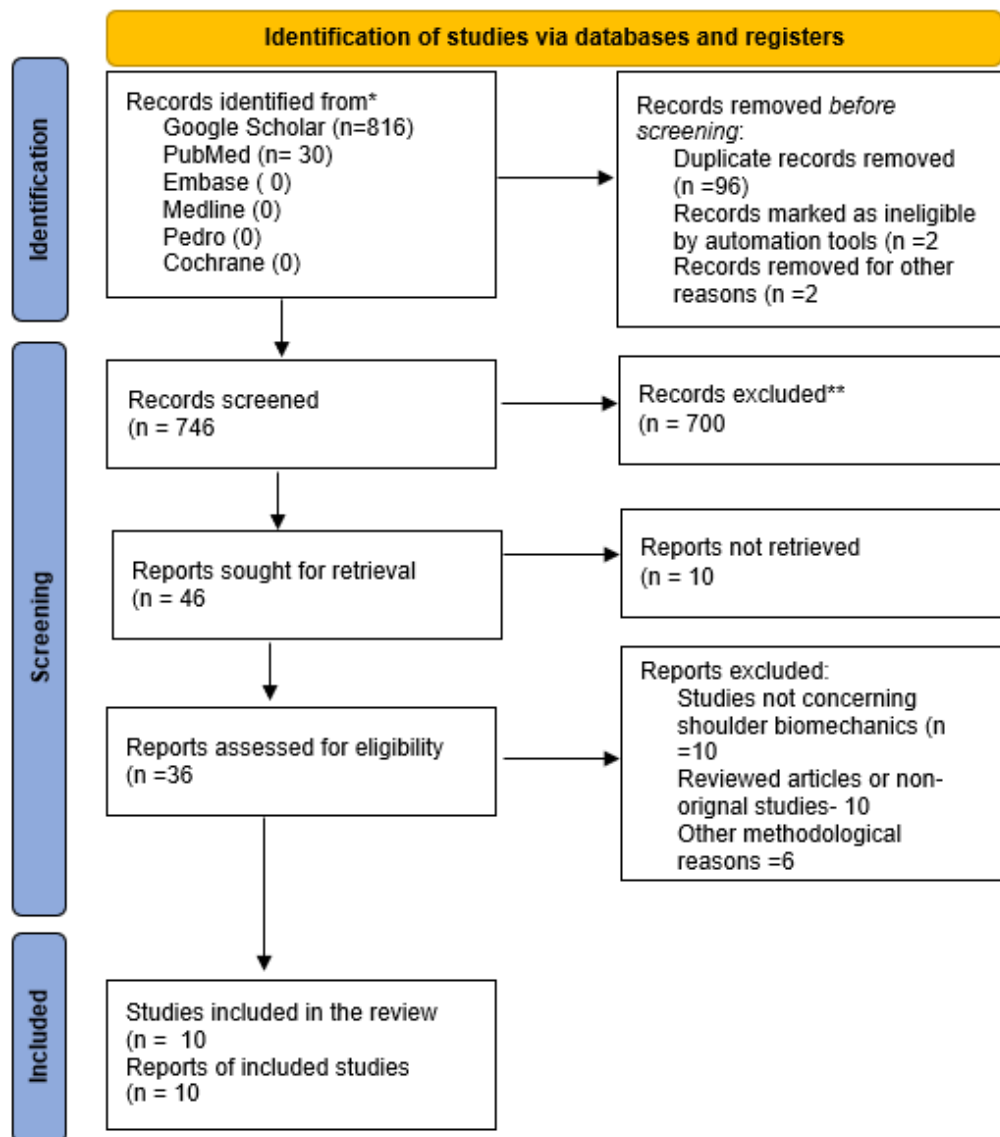 Identification of studies via databases and registers
Identification
Records identified from*
Google Scholar (n=816)
PubMed (n= 30)
Embase ( 0)
Medline (0)
Pedro (0)
Cochrane (0)
Records removed before
screening:
Duplicate records removed
(n =96)
Records marked as ineligible
by automation tools (n =2
Records removed for other
reasons (n =2
Screening
Records screened
(n = 746
Records excluded**
(n = 700
Reports sought for retrieval
(n = 46
Reports not retrieved
(n = 10
Reports assessed for eligibility
(n =36
Reports excluded:
Studies not concerning
shoulder biomechanics (n
=10
Reviewed articles or non-
orignal studies- 10
Other methodological
reasons =6
Included
Studies included in the review
(n =  10
Reports of included studies
(n = 10